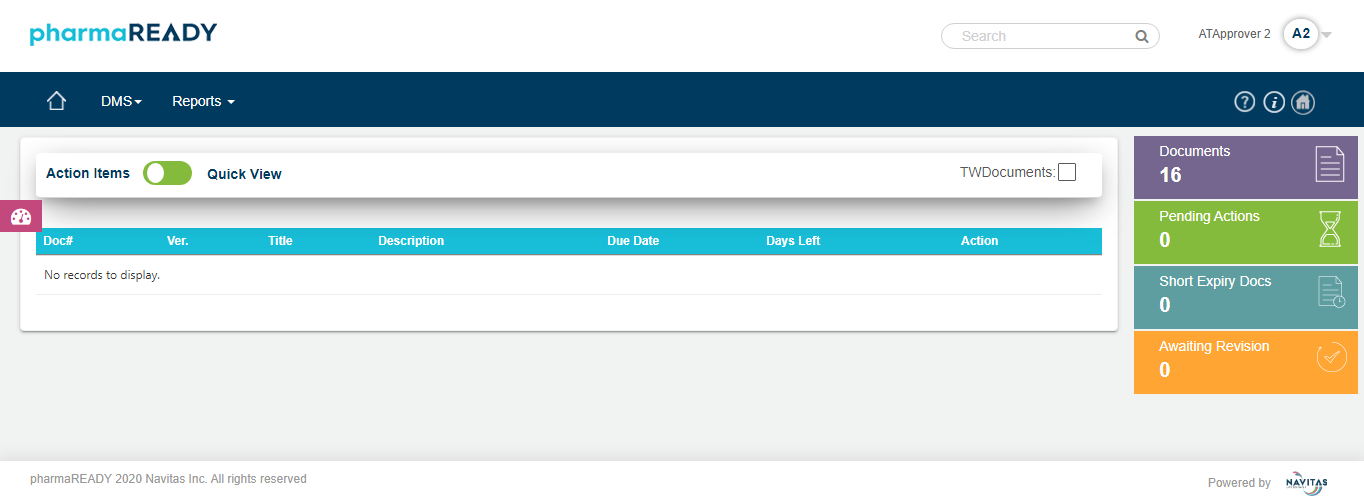 pharmaREADY
Search
ATApprover 2
A2
DMS
Reports
Action Items
Quick View
TWDocuments:
Doc# Ver. Title Description Due Date Days Left Action
No records to display.
Documents
16
Pending Actions
0
Short Expiry Docs
0
Awaiting Revision
0
pharmaREADY 2020 Navitas Inc. All rights reserved
Powered by
NAVITAS